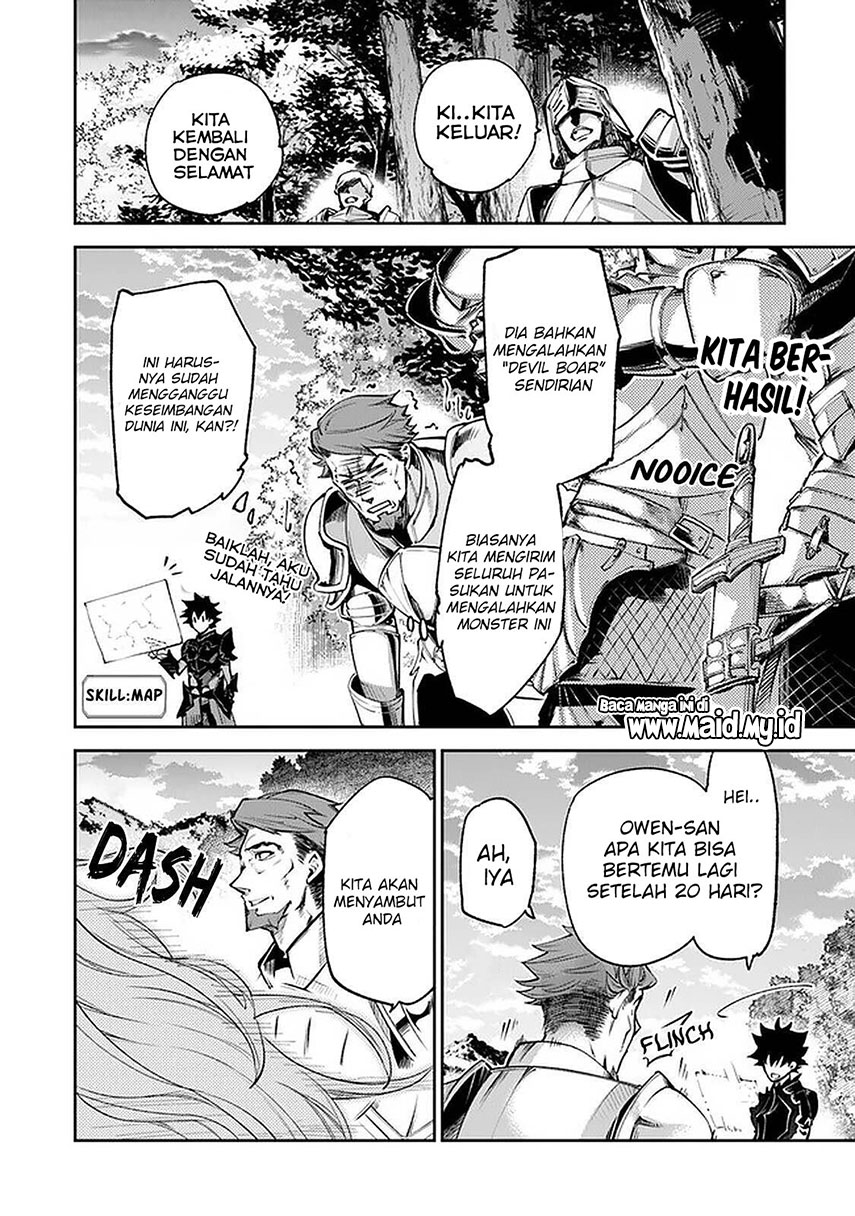 KI..KITA
KELUAR!
KITA
KEMBALI
DENGAN
SELAMAT
KITA BER-
HASIL!
NOOICE
DIA BAHKAN
MENGALAHKAN
"DEVIL BOAR"
SENDIRIAN
BIASANYA
KITA MENGIRIM
SELURUH PA-
SUKAN UNTUK
MENGALAHKAN
MONSTER INI
INI HARUS-
NYA SUDAH
MENGGANGGU
KESEIMBANGAN
DUNIA INI, KAN?!
BAIKLAH, AKU
SUDAH TAHU
JALANNYA!
SKILL:MAP
Baca Manga ini di
www.Maid.My.id
HEI..
OWEN-SAN
APA KITA BISA
BERTEMU LAGI
SETELAH 20 HARI?
AH,
IYA
FLINCH
KITA AKAN
MENYAMBUT
ANDA
DASH